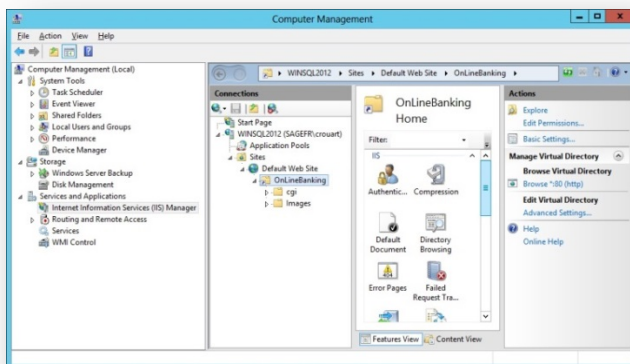 Computer Management
File Action View Help
Computer Management (Local)
System Tools
Task Scheduler
Event Viewer
Shared Folders
Local Users and Groups
Performance
Device Manager
Storage
Windows Server Backup
Disk Management
Services and Applications
Internet Information Services (IIS) Manager
Routing and Remote Access
Services
WMI Control
WINSQL2012 Sites Default Web Site OnLineBanking
Connections
Start Page
WINSQL2012 (SAGEFR\crouart)
Application Pools
Sites
Default Web Site
OnLineBanking
cgi
Images
OnLineBanking
Home
Filter:
IIS
Authentic... Compression
Default Document
Directory Browsing
Error Pages
Failed Request Tra...
Features View Content View
Actions
Explore
Edit Permissions...
Basic Settings...
Manage Virtual Directory
Browse Virtual Directory
Browse *:80 (http)
Edit Virtual Directory
Advanced Settings...
Help
Online Help